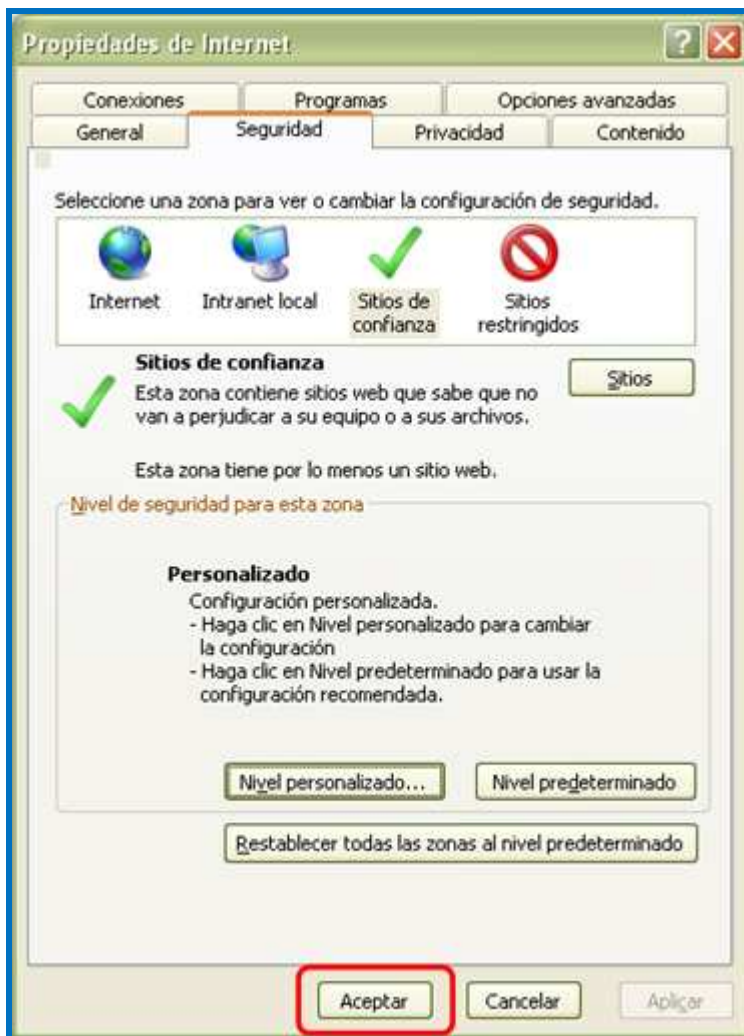 Propiedades de Internet
Conexiones Programas Opciones avanzadas
General Seguridad Privacidad Contenido
Seleccione una zona para ver o cambiar la configuración de seguridad.
Internet Intranet local Sitios de confianza Sitios restringidos
Sitios de confianza
Sitios
Esta zona contiene sitios web que sabe que no
van a perjudicar a su equipo o a sus archivos.
Esta zona tiene por lo menos un sitio web.
Nivel de seguridad para esta zona
Personalizado
Configuración personalizada.
- Haga clic en Nivel personalizado para cambiar
la configuración
- Haga clic en Nivel predeterminado para usar la
configuración recomendada.
Nivel personalizado... Nivel predeterminado
Restablecer todas las zonas al nivel predeterminado
Aceptar Cancelar Aplicar